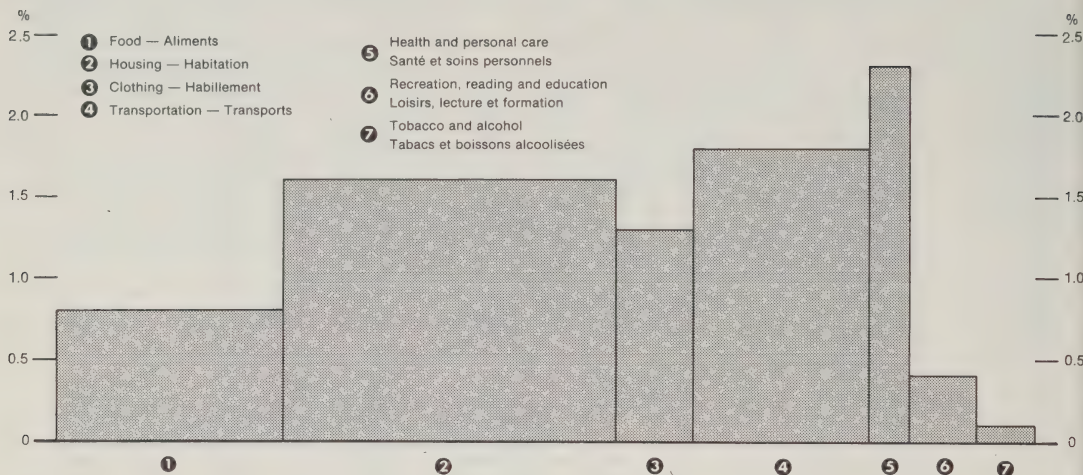 %
2.5
2.0
1.5
1.0
0.5
0
❶ Food — Aliments
❷ Housing — Habitation
❸ Clothing — Habillement
❹ Transportation — Transports
❺ Health and personal care
Santé et soins personnels
❻ Recreation, reading and education
Loisirs, lecture et formation
❼ Tobacco and alcohol
Tabacs et boissons alcoolisées
%
2.5
2.0
1.5
1.0
0.5
0
❶ ❷ ❸ ❹ ❺ ❻ ❼